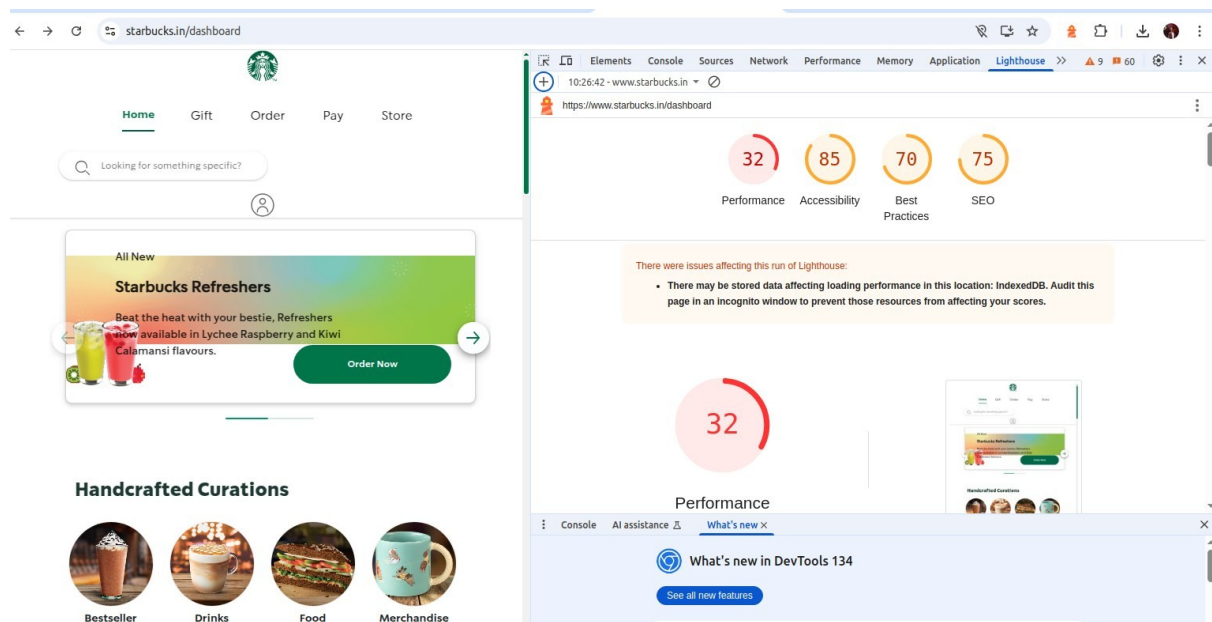 starbucks.in/dashboard
Home Gift Order Pay Store
Looking for something specific?
All New
Starbucks Refreshers
Beat the heat with your bestie, Refreshers
now available in Lychee Raspberry and Kiwi
Calamansi flavours.
Order Now
Handcrafted Curations
Bestseller Drinks Food Merchandise
Elements Console Sources Network Performance Memory Application Lighthouse 9 60
10:26:42 - www.starbucks.in
https://www.starbucks.in/dashboard
32 85 70 75
Performance Accessibility Best Practices SEO
There were issues affecting this run of Lighthouse:
• There may be stored data affecting loading performance in this location: IndexedDB. Audit this
page in an incognito window to prevent those resources from affecting your scores.
32
Performance
Handcrafted Curations
Console AI assistance What's new ×
What's new in DevTools 134
See all new features